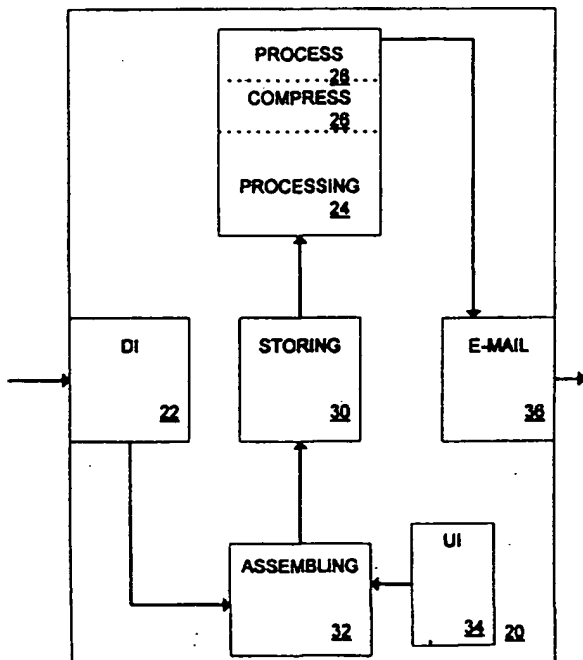 PROCESS
28
COMPRESS
26
PROCESSING
24
DI
22
STORING
30
E-MAIL
36
ASSEMBLING
32
UI
34
20